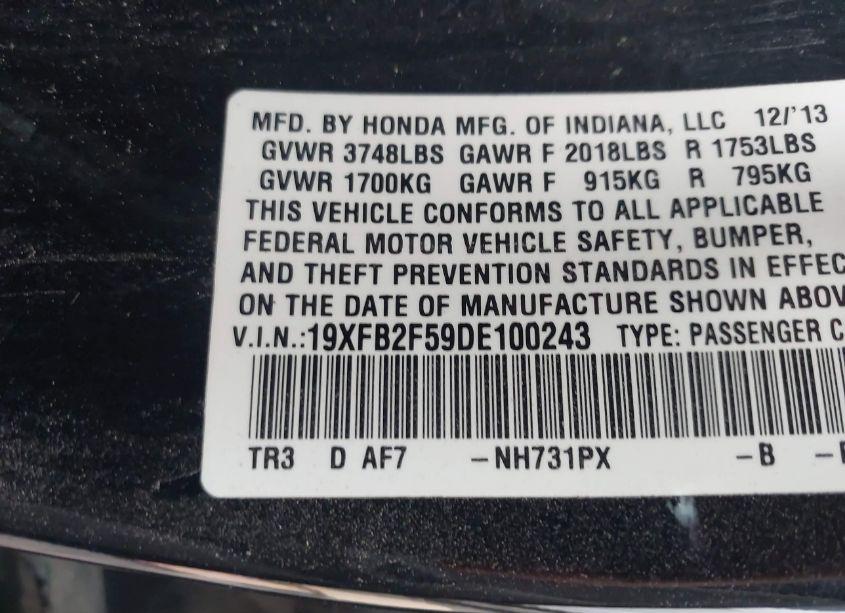 MFD. BY HONDA MFG. OF INDIANA, LLC 12/'13
GVWR 3748LBS GAWR F 2018LBS R 1753LBS
GVWR 1700KG GAWR F 915KG R 795KG
THIS VEHICLE CONFORMS TO ALL APPLICABLE
FEDERAL MOTOR VEHICLE SAFETY, BUMPER,
AND THEFT PREVENTION STANDARDS IN EFFEC
ON THE DATE OF MANUFACTURE SHOWN ABOV
V.I.N.:19XFB2F59DE100243 TYPE: PASSENGER C
TR3 D AF7 -NH731PX -B -